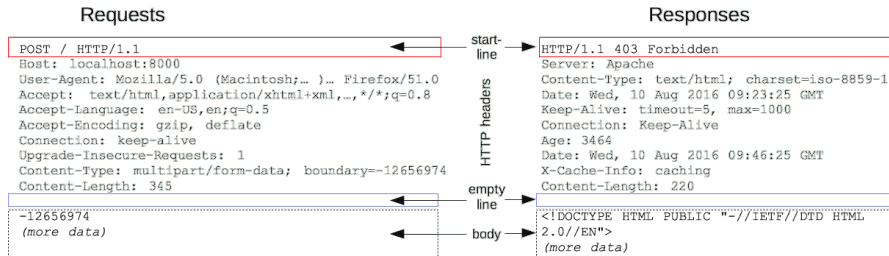 Requests
POST / HTTP/1.1
Host: localhost:8000
User-Agent: Mozilla/5.0 (Macintosh;… )… Firefox/51.0
Accept: text/html,application/xhtml+xml,…,*/*;q=0.8
Accept-Language: en-US,en;q=0.5
Accept-Encoding: gzip, deflate
Connection: keep-alive
Upgrade-Insecure-Requests: 1
Content-Type: multipart/form-data; boundary=-12656974
Content-Length: 345
-12656974
(more data)
start-
line
HTTP headers
empty
line
body
Responses
HTTP/1.1 403 Forbidden
Server: Apache
Content-Type: text/html; charset=iso-8859-1
Date: Wed, 10 Aug 2016 09:23:25 GMT
Keep-Alive: timeout=5, max=1000
Connection: Keep-Alive
Age: 3464
Date: Wed, 10 Aug 2016 09:46:25 GMT
X-Cache-Info: caching
Content-Length: 220
<!DOCTYPE HTML PUBLIC "-//IETF//DTD HTML
2.0//EN">
(more data)